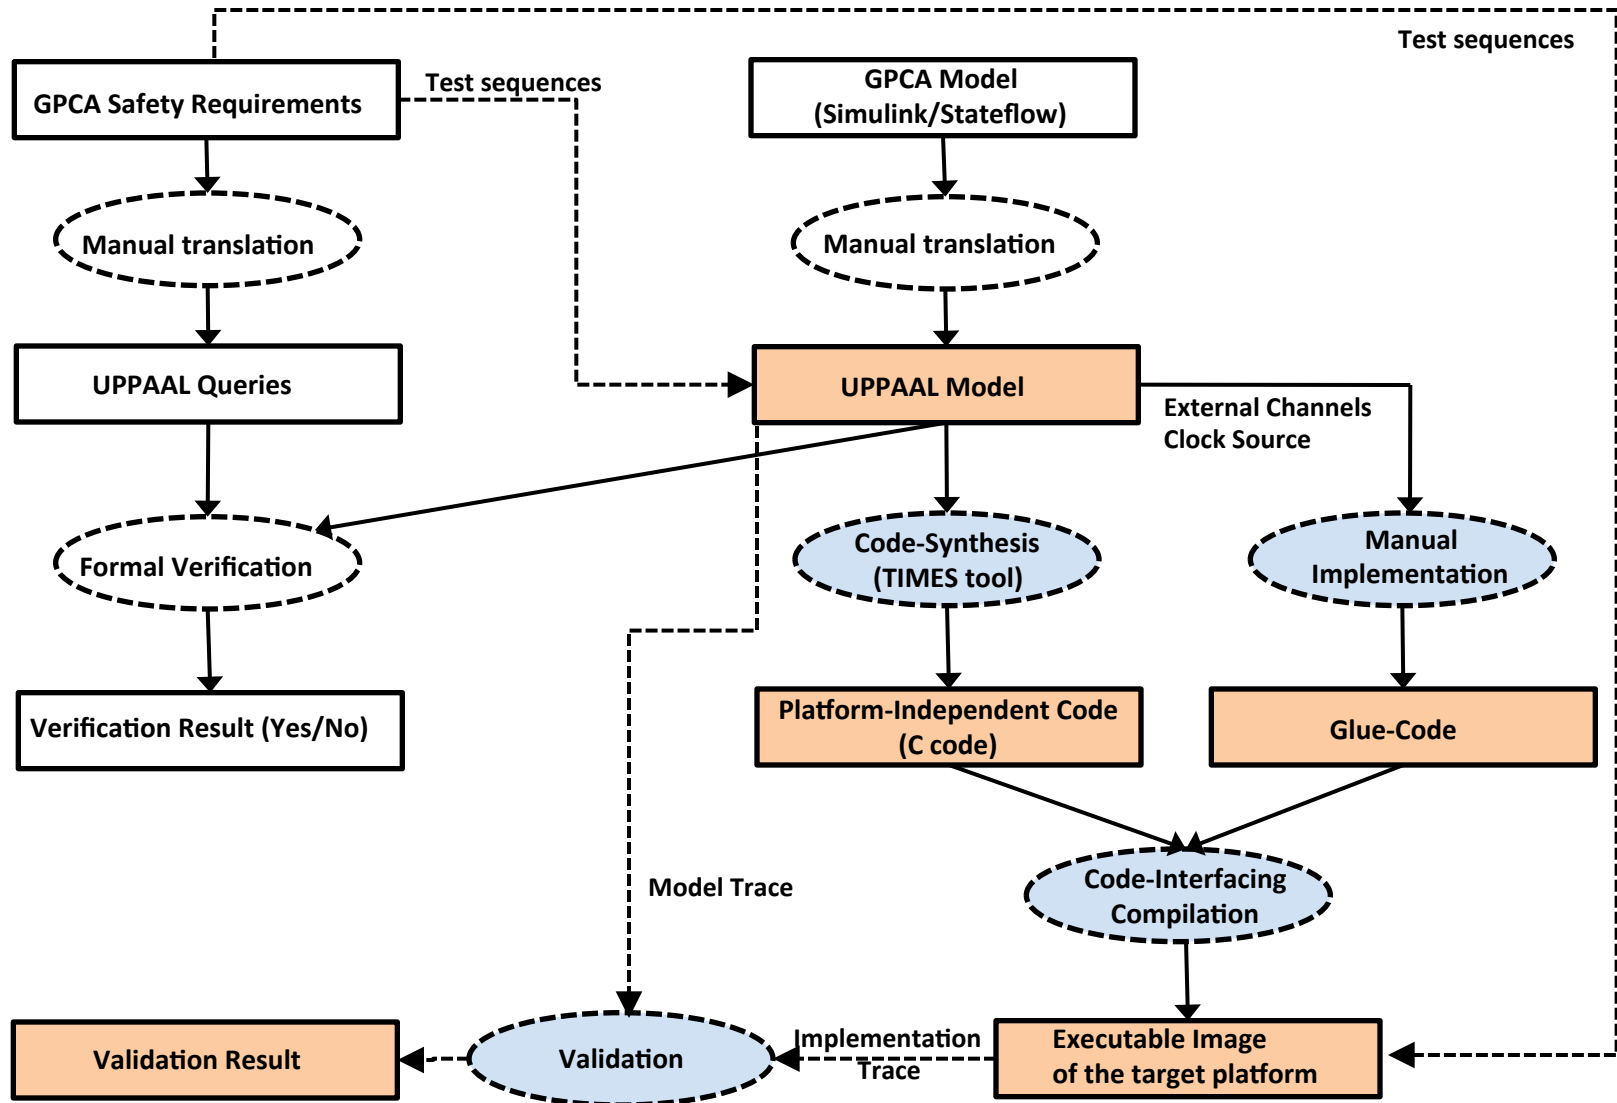 Test sequences
GPCA Safety Requirements
Test sequences
GPCA Model
(Simulink/Stateflow)
Manual translation
Manual translation
UPPAAL Queries
UPPAAL Model
External Channels
Clock Source
Formal Verification
Code-Synthesis
(TIMES tool)
Manual
Implementation
Verification Result (Yes/No)
Platform-Independent Code
(C code)
Glue-Code
Model Trace
Code-Interfacing
Compilation
Validation Result
Validation
Implementation
Trace
Executable Image
of the target platform